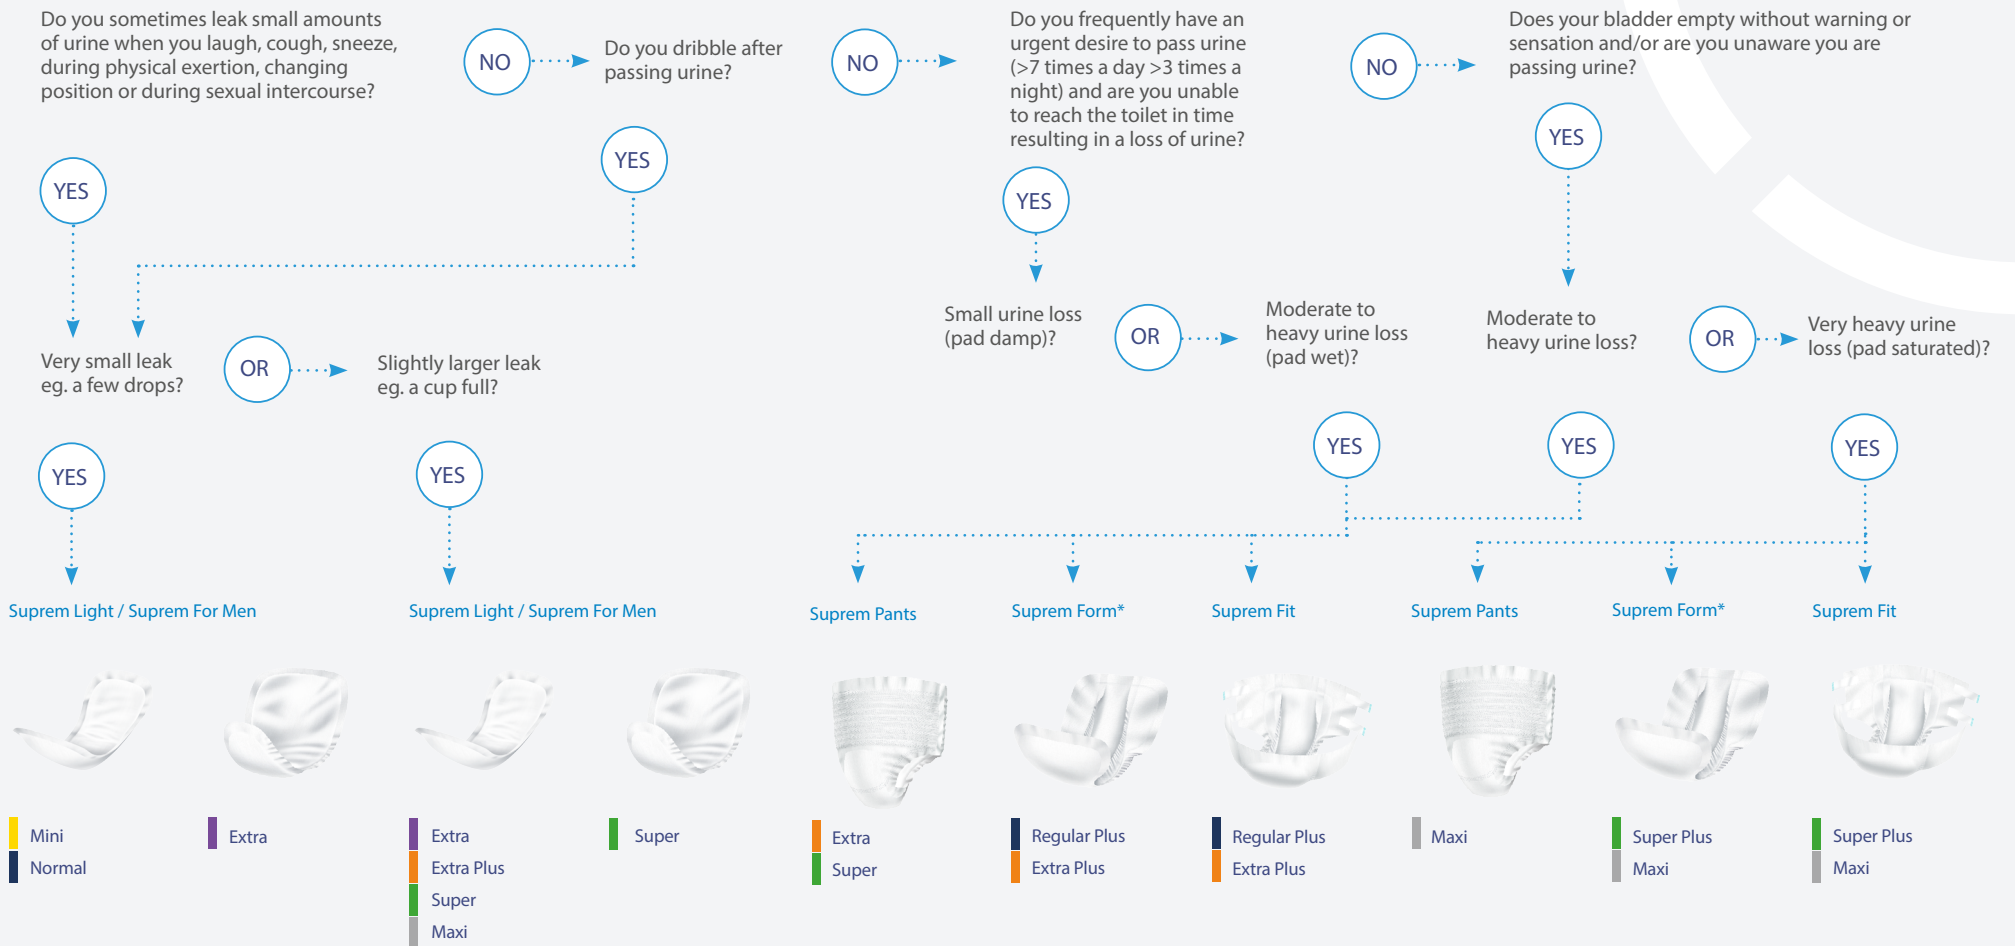 Do you sometimes leak small amounts
of urine when you laugh, cough, sneeze,
during physical exertion, changing
position or during sexual intercourse?
NO
Do you dribble after
passing urine?
NO
Do you frequently have an
urgent desire to pass urine
(>7 times a day >3 times a
night) and are you unable
to reach the toilet in time
resulting in a loss of urine?
NO
Does your bladder empty without warning or
sensation and/or are you unaware you are
passing urine?
YES
YES
YES
YES
Very small leak
eg. a few drops?
OR
Slightly larger leak
eg. a cup full?
Small urine loss
(pad damp)?
OR
Moderate to
heavy urine loss
(pad wet)?
Moderate to
heavy urine loss?
OR
Very heavy urine
loss (pad saturated)?
YES
YES
YES
YES
YES
Suprem Light / Suprem For Men
Suprem Light / Suprem For Men
Suprem Pants
Suprem Form*
Suprem Fit
Suprem Pants
Suprem Form*
Suprem Fit
Mini
Normal
Extra
Extra
Extra Plus
Super
Maxi
Super
Extra
Super
Regular Plus
Extra Plus
Regular Plus
Extra Plus
Maxi
Super Plus
Maxi
Super Plus
Maxi